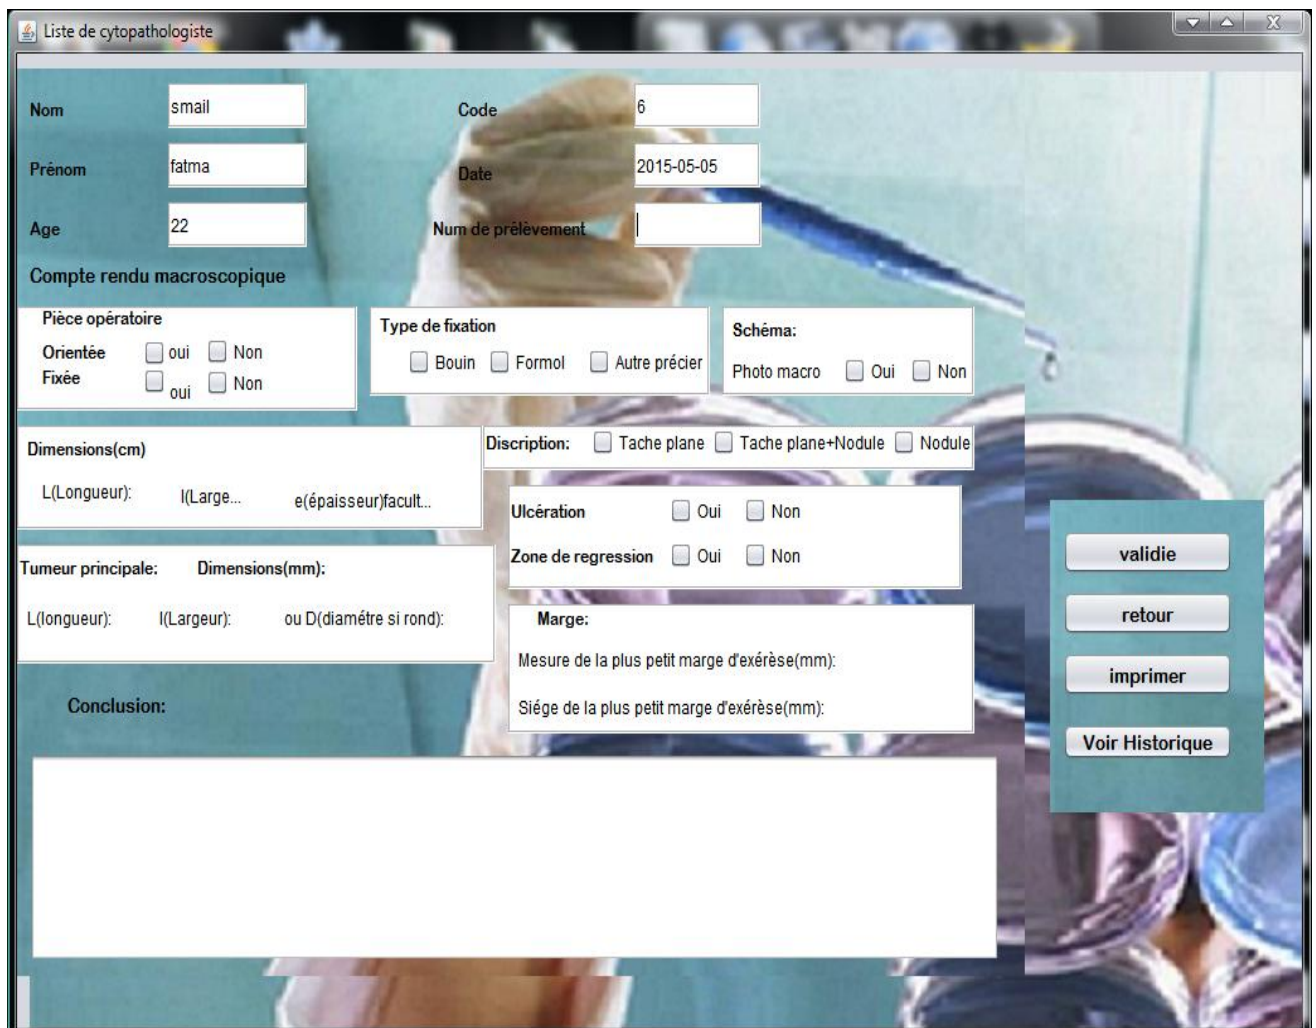 Liste de cytopathologiste
Nom smail Code 6
Prénom fatma Date 2015-05-05
Age 22 Num de prélèvement
Compte rendu macroscopique
Pièce opératoire
Orientée oui Non
Fixée oui Non
Type de fixation
Bouin Formol Autre précier
Schéma:
Photo macro Oui Non
Dimensions(cm)
L(Longueur): l(Large... e(épaisseur)facult...
Discription: Tache plane Tache plane+Nodule Nodule
Ulcération Oui Non
Zone de regression Oui Non
Tumeur principale: Dimensions(mm):
L(longueur): l(Largeur): ou D(diamétre si rond):
Marge:
Mesure de la plus petit marge d'exérèse(mm):
Siége de la plus petit marge d'exérèse(mm):
Conclusion:
validie
retour
imprimer
Voir Historique